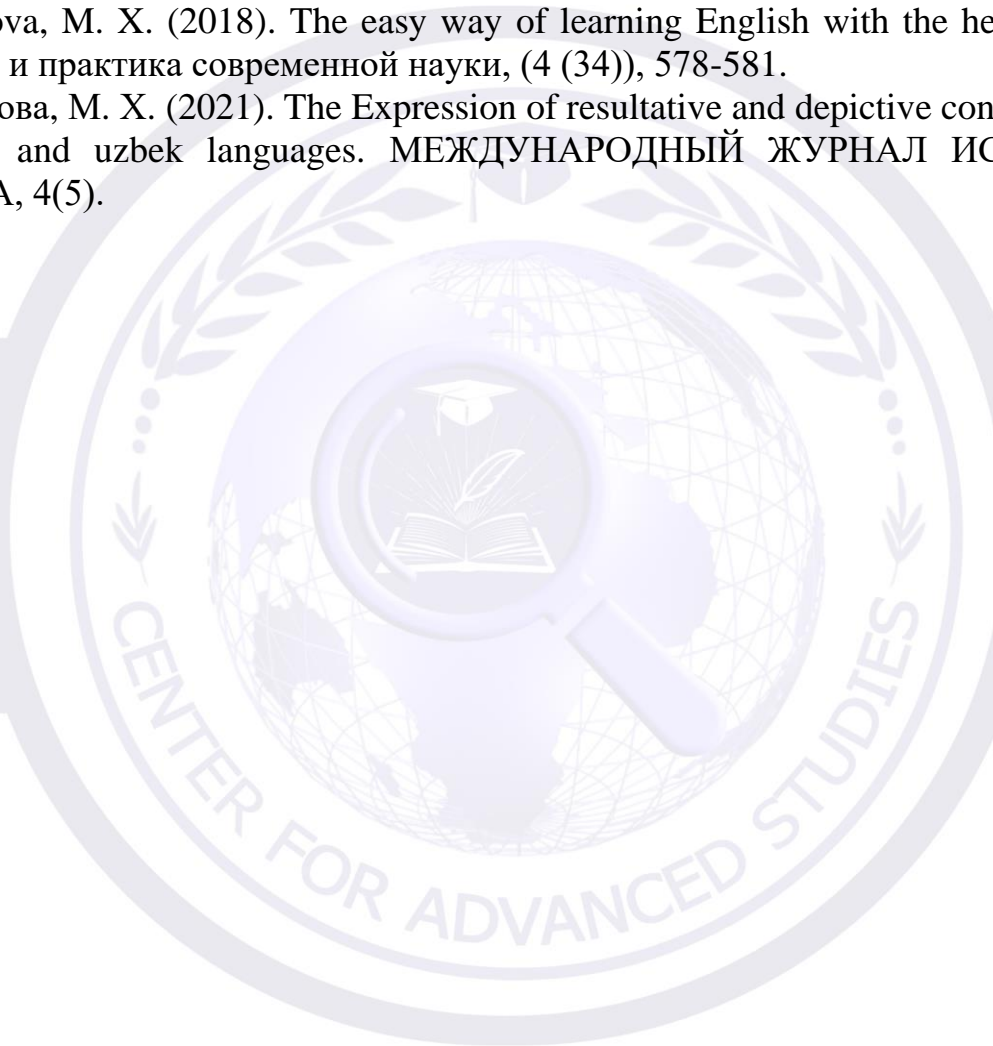 ova, M. X. (2018). The easy way of learning English with the he
и практика современной науки, (4 (34)), 578-581.
ова, М. Х. (2021). The Expression of resultative and depictive con
and uzbek languages. МЕЖДУНАРОДНЫЙ ЖУРНАЛ ИС
А, 4(5).
CENTER FOR ADVANCED STUDIES